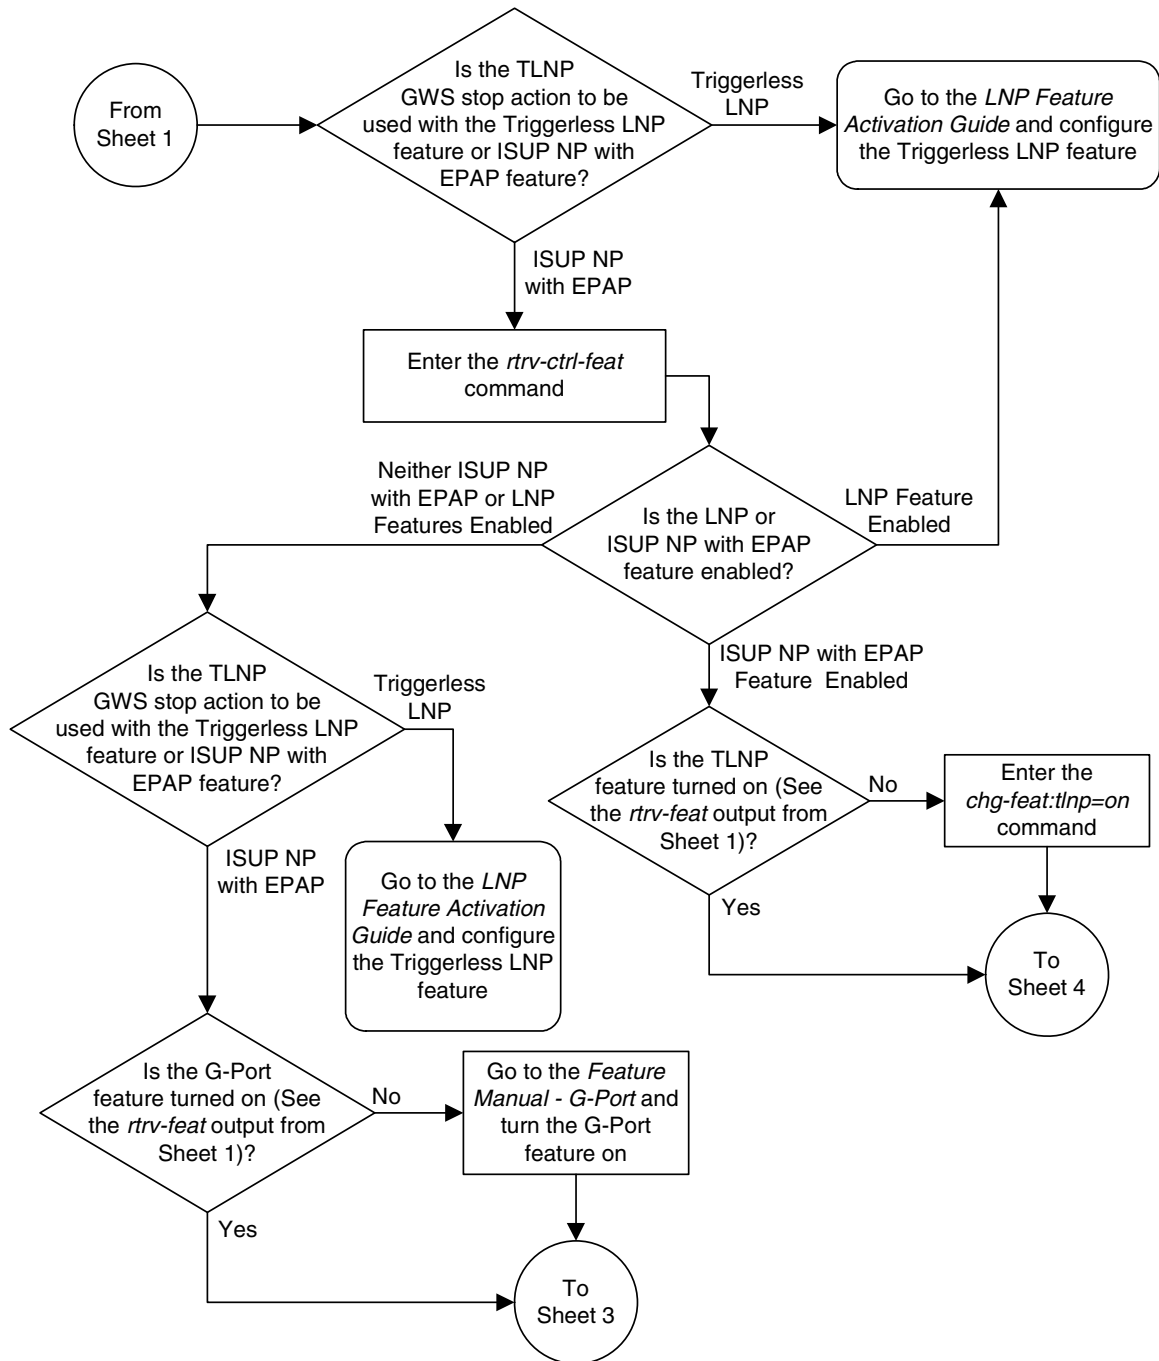 From
Sheet 1
Is the TLNP
GWS stop action to be
used with the Triggerless LNP
feature or ISUP NP with
EPAP feature?
Triggerless
LNP
Go to the LNP Feature
Activation Guide and configure
the Triggerless LNP feature
ISUP NP
with EPAP
Enter the rtrv-ctrl-feat
command
Neither ISUP NP
with EPAP or LNP
Features Enabled
Is the LNP or
ISUP NP with EPAP
feature enabled?
LNP Feature
Enabled
ISUP NP with EPAP
Feature Enabled
Is the TLNP
GWS stop action to be
used with the Triggerless LNP
feature or ISUP NP with
EPAP feature?
Triggerless
LNP
Is the TLNP
feature turned on (See
the rtrv-feat output from
Sheet 1)?
No
Enter the
chg-feat:tlnp=on
command
ISUP NP
with EPAP
Go to the LNP
Feature Activation
Guide and configure
the Triggerless LNP
feature
Yes
To
Sheet 4
Is the G-Port
feature turned on (See
the rtrv-feat output from
Sheet 1)?
No
Go to the Feature
Manual - G-Port and
turn the G-Port
feature on
Yes
To
Sheet 3